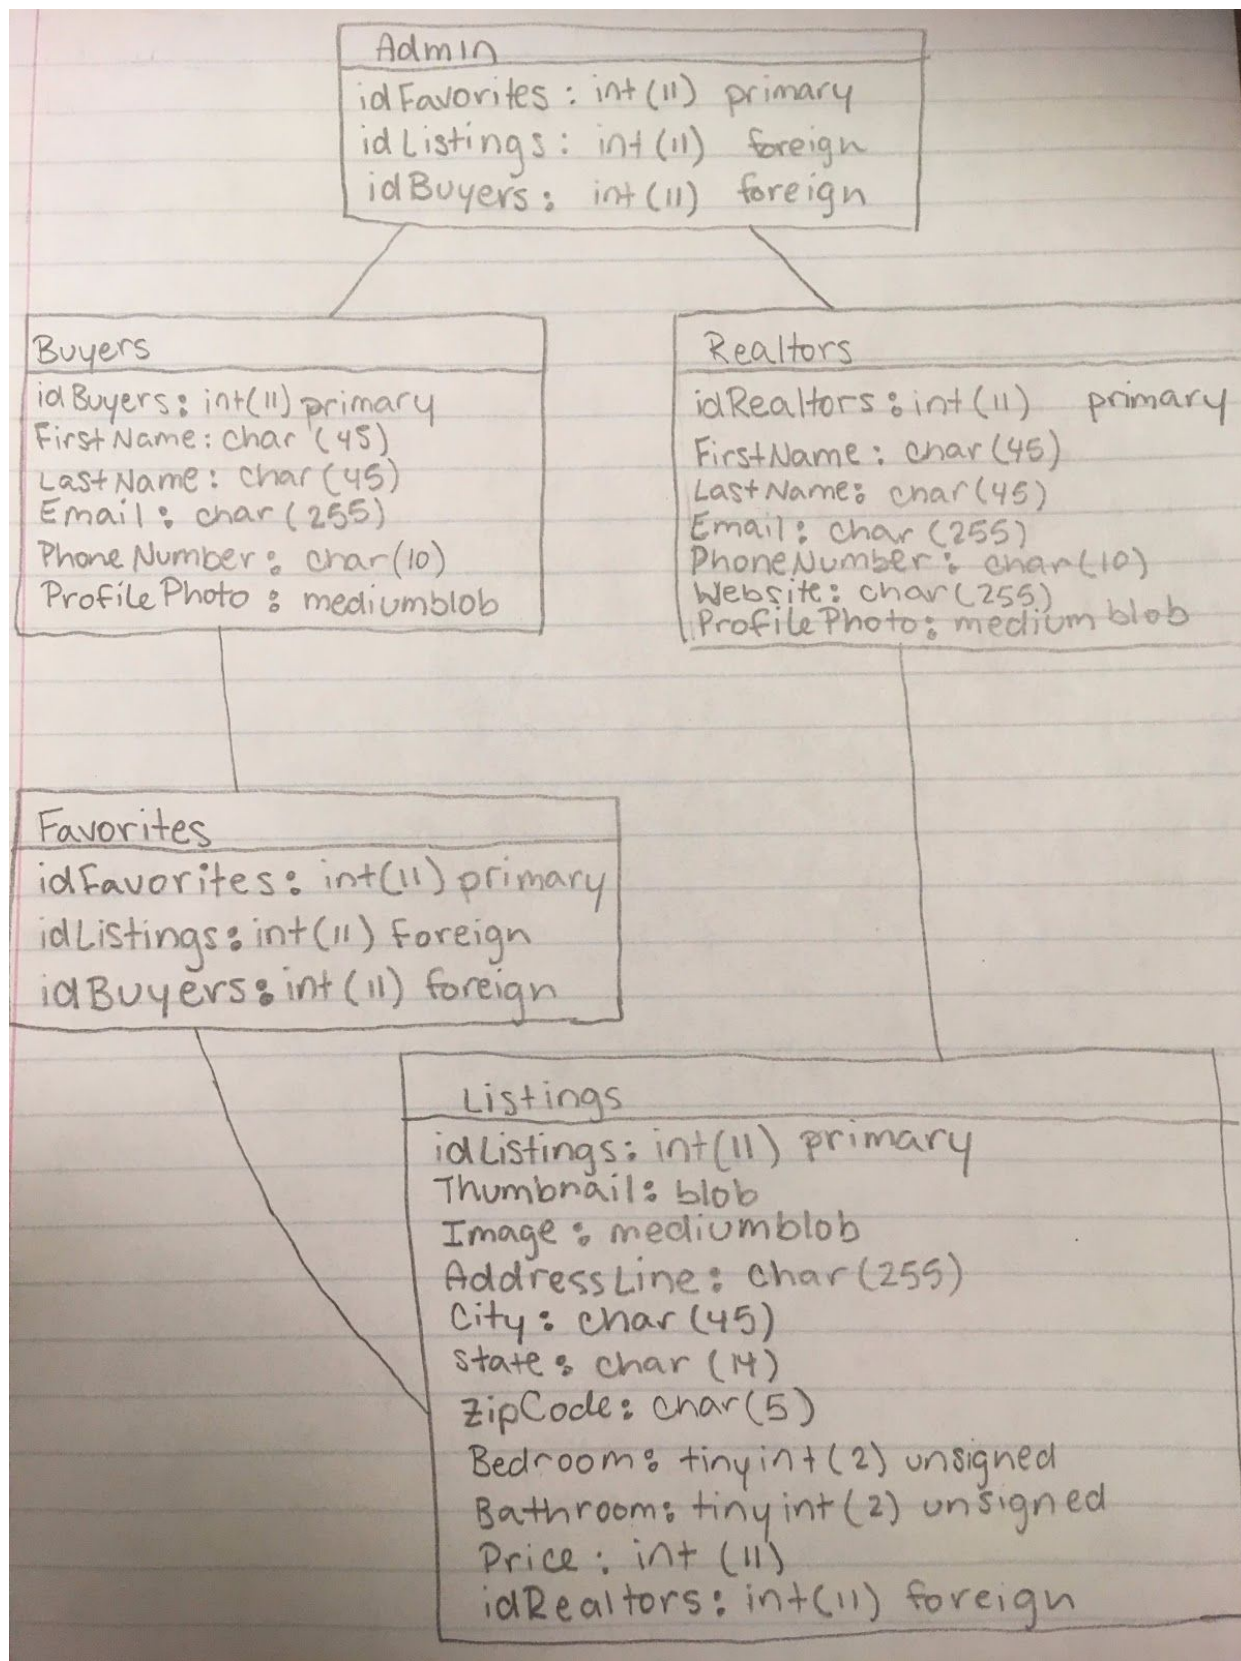 Admin
idFavorites: int(11) primary
idListings: int(11) foreign
idBuyers: int(11) foreign
Buyers
idBuyers: int(11) primary
FirstName: char (45)
LastName: char (45)
Email: char (255)
PhoneNumber: char(10)
ProfilePhoto: mediumblob
Realtors
idRealtors: int(11) primary
FirstName: char (45)
LastName: char(45)
Email: char (255)
PhoneNumber: char(10)
Website: char(255)
ProfilePhoto: medium blob
Favorites
idFavorites: int(11) primary
idListings: int(11) foreign
idBuyers: int(11) foreign
Listings
idListings: int(11) primary
Thumbnail: blob
Image: mediumblob
AddressLine: char(255)
City: char (45)
State: char (14)
ZipCode: char(5)
Bedroom: tinyint(2) unsigned
Bathroom: tinyint(2) unsigned
Price: int (11)
idRealtors: int(11) foreign